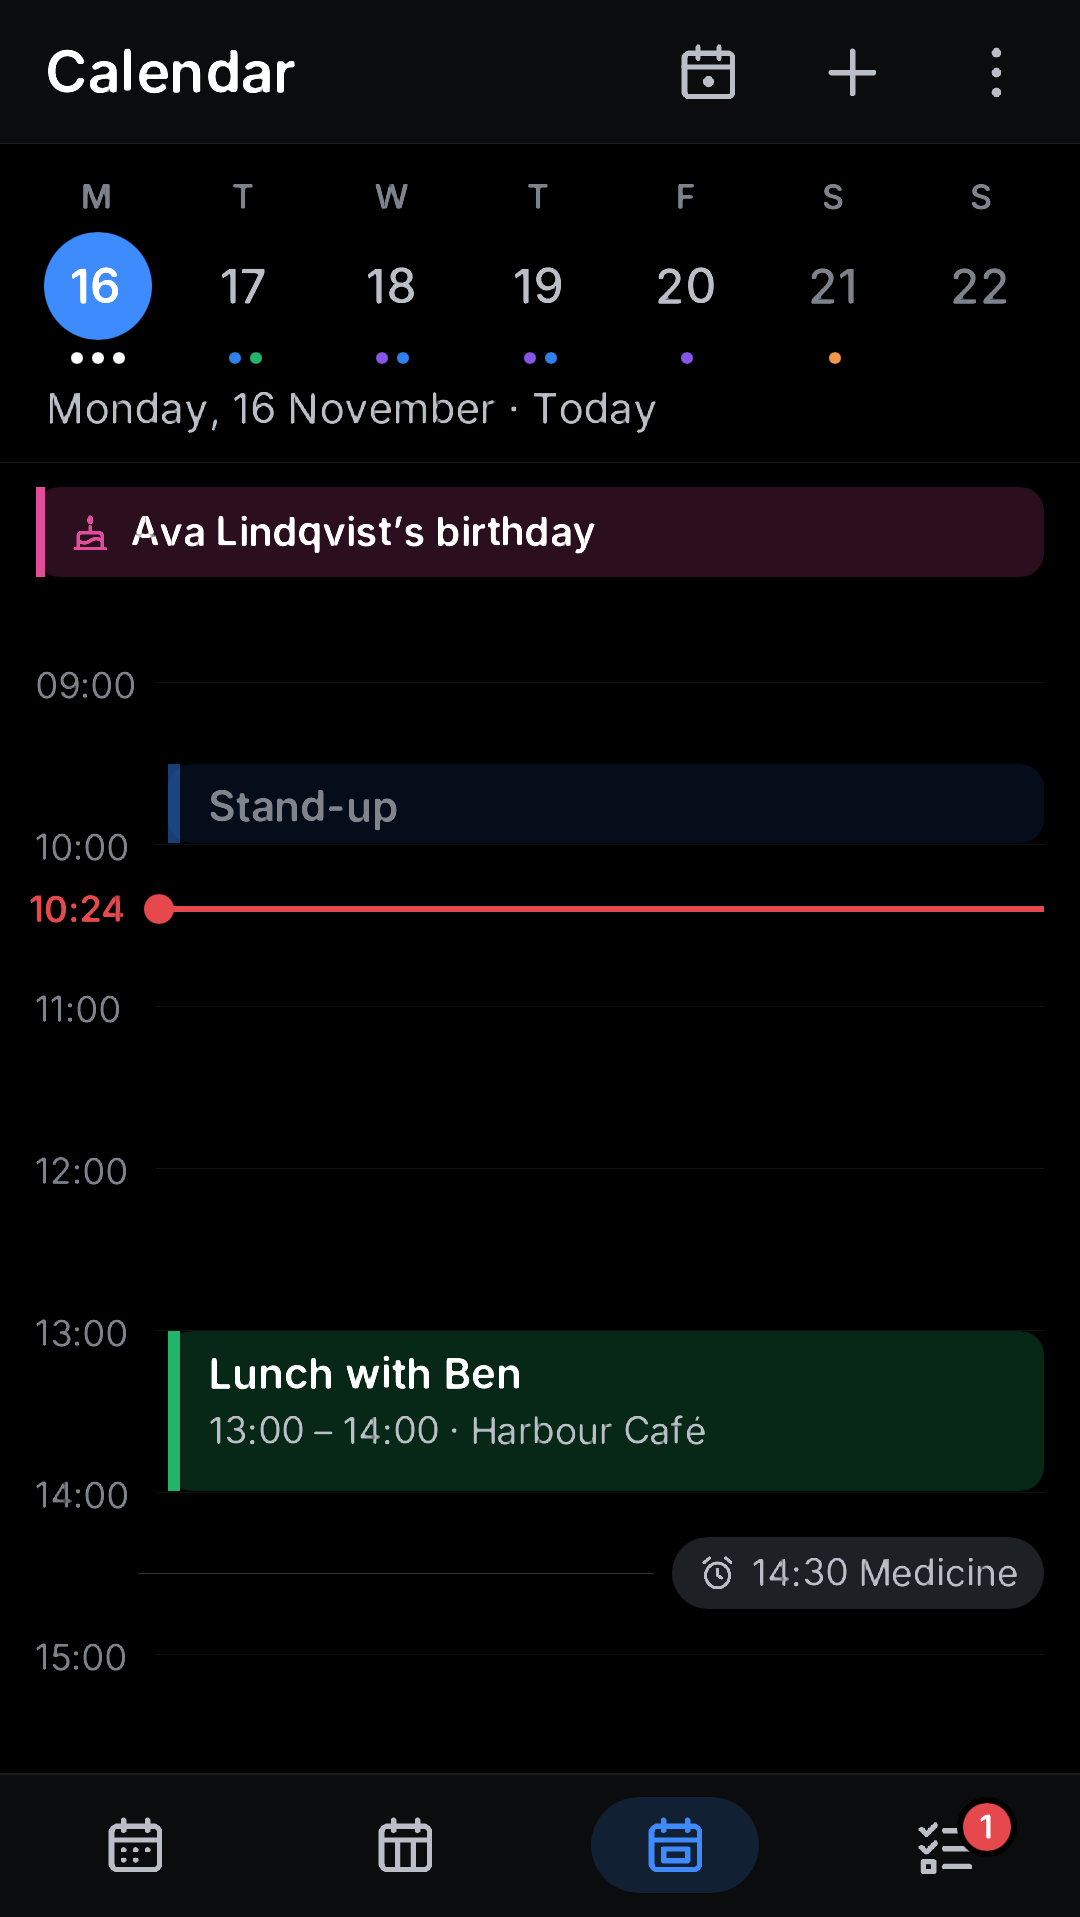 Calendar
M T W T F S S
16 17 18 19 20 21 22
Monday, 16 November · Today
Ava Lindqvist’s birthday
09:00
Stand-up
10:00
10:24
11:00
12:00
13:00
Lunch with Ben
13:00 – 14:00 · Harbour Café
14:00
14:30 Medicine
15:00
1